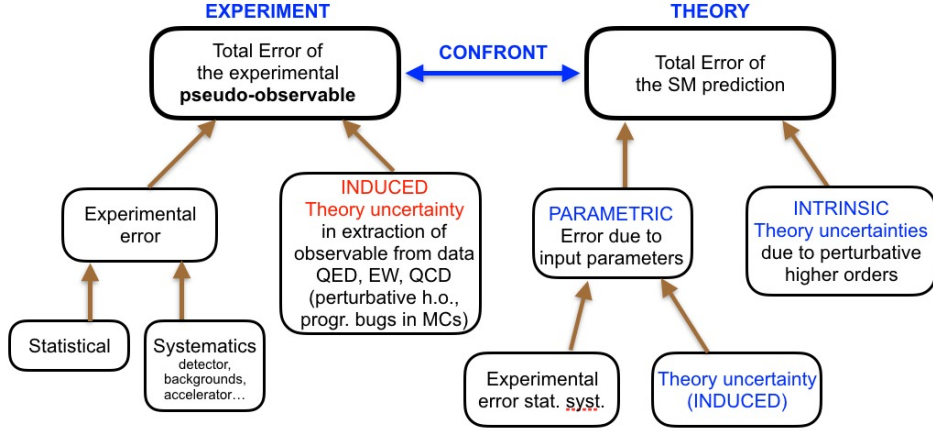 EXPERIMENT
THEORY
Total Error of
the experimental
pseudo-observable
CONFRONT
Total Error of
the SM prediction
Experimental
error
INDUCED
Theory uncertainty
in extraction of
observable from data
QED, EW, QCD
(perturbative h.o.,
progr. bugs in MCs)
PARAMETRIC
Error due to
input parameters
INTRINSIC
Theory uncertainties
due to perturbative
higher orders
Statistical
Systematics
detector,
backgrounds,
accelerator…
Experimental
error stat. syst.
Theory uncertainty
(INDUCED)